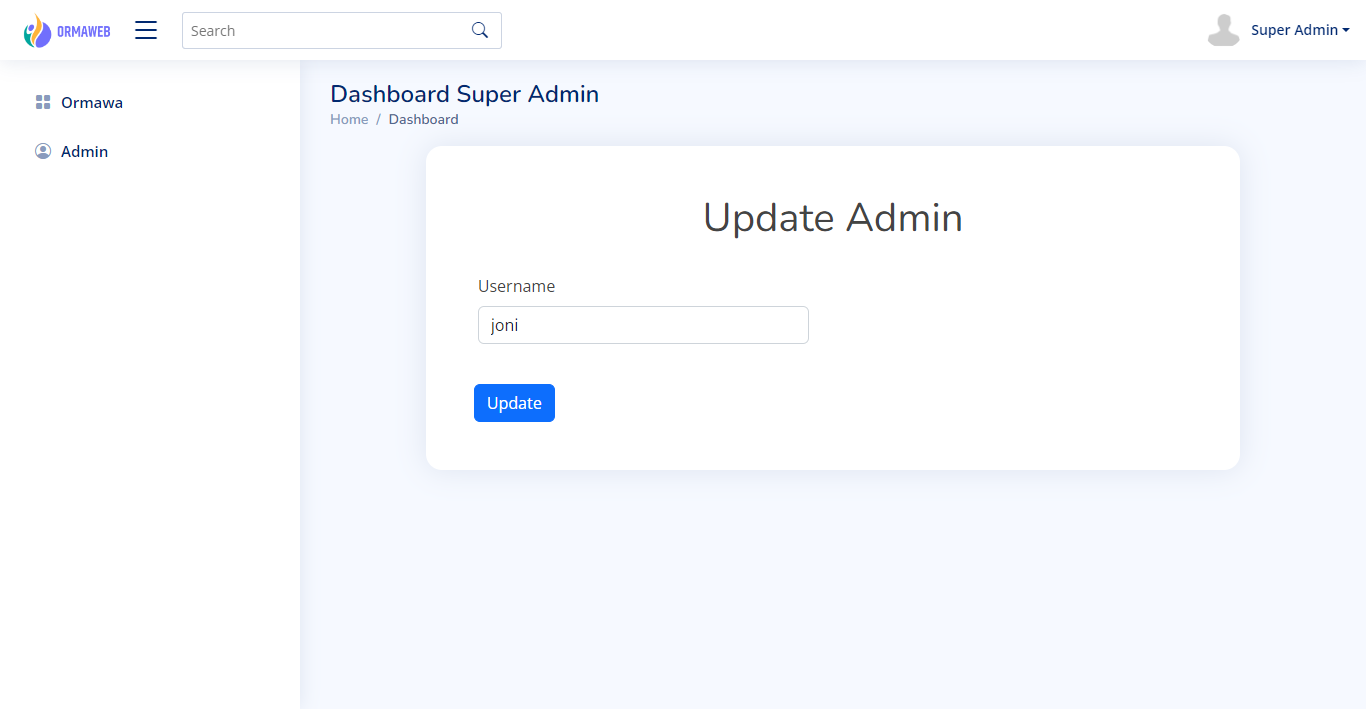 ORMAWEB
Search
Super Admin
Ormawa
Admin
Dashboard Super Admin
Home / Dashboard
Update Admin
Username
joni
Update